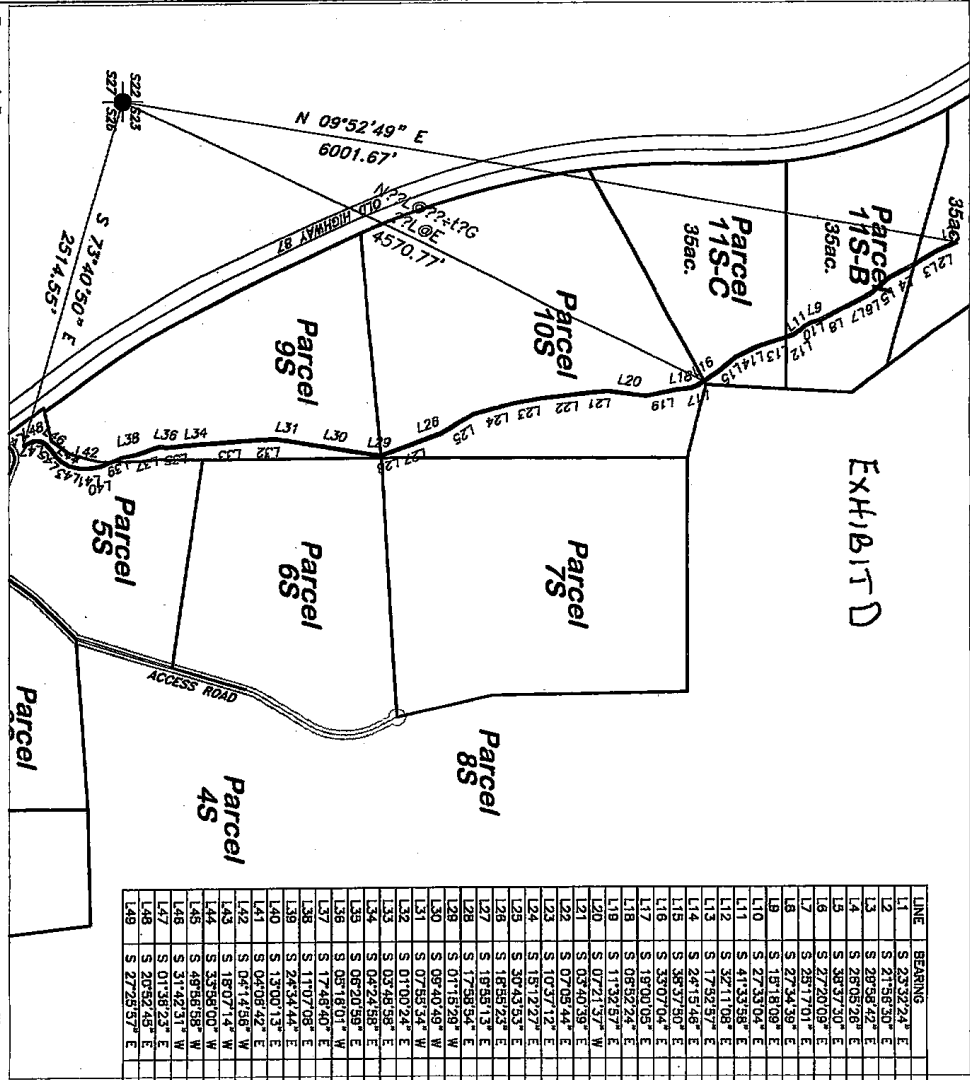 EXHIBIT D
S22 S23
S27 S26
N 09°52'49" E
6001.67'
4570.77'
S 73°40'50" E
2514.55'
OLD HIGHWAY 87
35ac.
Parcel
11S-B
35ac.
Parcel
11S-C
35ac.
Parcel
10S
Parcel
9S
Parcel
7S
Parcel
6S
Parcel
5S
Parcel
8S
Parcel
4S
Parcel
ACCESS ROAD
LINE BEARING
L1 S 23°32'24" E
L2 S 21°56'30" E
L3 S 26°58'42" E
L4 S 26°05'26" E
L5 S 38°37'30" E
L6 S 27°20'09" E
L7 S 25°17'01" E
L8 S 27°34'39" E
L9 S 15°18'09" E
L10 S 27°33'04" E
L11 S 41°33'56" E
L12 S 32°11'08" E
L13 S 17°52'57" E
L14 S 24°15'46" E
L15 S 38°37'50" E
L16 S 33°07'04" E
L17 S 19°00'05" E
L18 S 06°52'24" E
L19 S 11°32'57" E
L20 S 07°21'37" W
L21 S 03°40'39" E
L22 S 07°05'44" E
L23 S 10°37'12" E
L24 S 15°12'27" E
L25 S 30°43'53" E
L26 S 18°55'23" E
L27 S 19°55'13" E
L28 S 17°58'54" E
L29 S 01°15'29" W
L30 S 09°40'49" W
L31 S 07°55'34" W
L32 S 01°00'24" E
L33 S 03°45'58" E
L34 S 04°24'58" E
L35 S 06°20'59" E
L36 S 05°18'01" W
L37 S 17°48'40" E
L38 S 11°07'08" E
L39 S 24°34'44" E
L40 S 13°00'13" E
L41 S 04°06'42" E
L42 S 04°14'56" W
L43 S 18°07'14" W
L44 S 33°58'00" W
L45 S 49°58'58" W
L46 S 31°42'31" W
L47 S 01°38'23" E
L48 S 20°52'45" E
L49 S 27°25'57" E